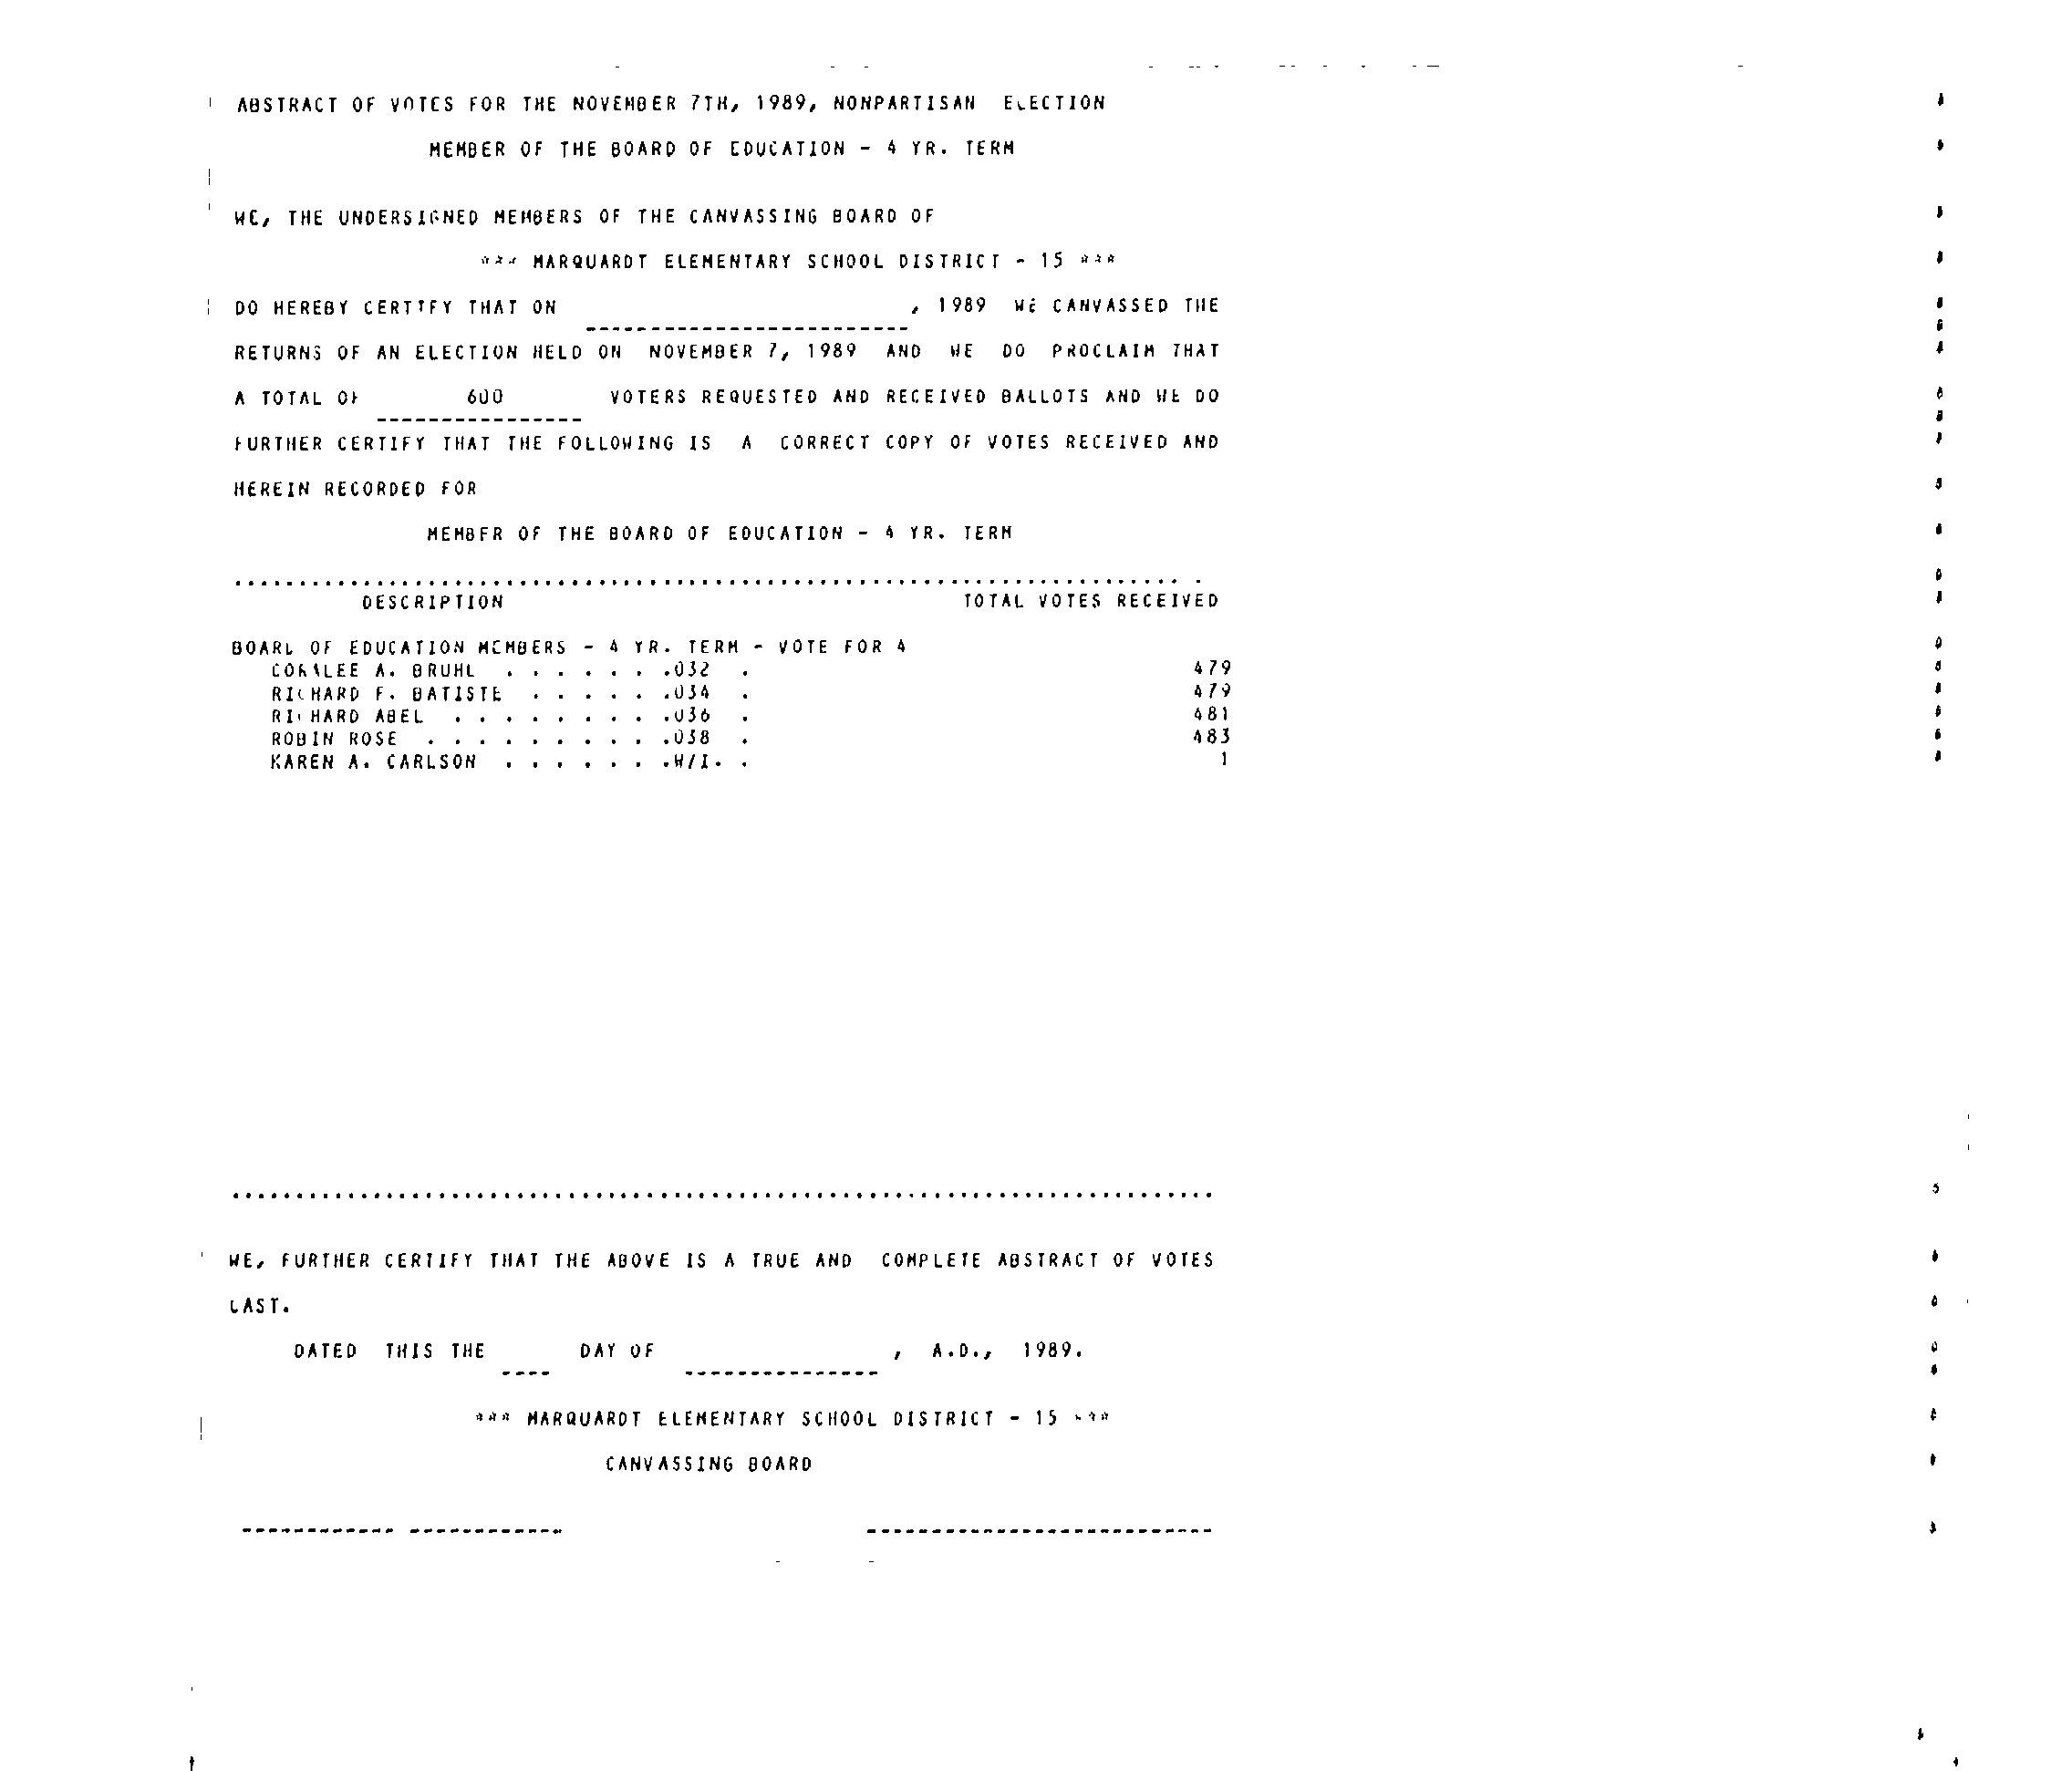 ABSTRACT OF VOTES FOR THE NOVEMBER 7TH, 1989, NONPARTISAN ELECTION
MEMBER OF THE BOARD OF EDUCATION - 4 YR. TERM
WE, THE UNDERSIGNED MEMBERS OF THE CANVASSING BOARD OF
*** MARQUARDT ELEMENTARY SCHOOL DISTRICT - 15 ***
DO HEREBY CERTIFY THAT ON ________________________, 1989 WE CANVASSED THE
RETURNS OF AN ELECTION HELD ON NOVEMBER 7, 1989 AND WE DO PROCLAIM THAT
A TOTAL OF 600 VOTERS REQUESTED AND RECEIVED BALLOTS AND WE DO
FURTHER CERTIFY THAT THE FOLLOWING IS A CORRECT COPY OF VOTES RECEIVED AND
HEREIN RECORDED FOR
MEMBER OF THE BOARD OF EDUCATION - 4 YR. TERM
DESCRIPTION TOTAL VOTES RECEIVED
BOARD OF EDUCATION MEMBERS - 4 YR. TERM - VOTE FOR 4
CORALEE A. BRUHL . . . . . . .032 . 479
RICHARD F. BATISTE . . . . . .034 . 479
RICHARD ABEL . . . . . . . . .036 . 481
ROBIN ROSE . . . . . . . . . .038 . 483
KAREN A. CARLSON . . . . . . .W/I. . 1
WE, FURTHER CERTIFY THAT THE ABOVE IS A TRUE AND COMPLETE ABSTRACT OF VOTES
CAST.
DATED THIS THE ____ DAY OF _______________, A.D., 1989.
*** MARQUARDT ELEMENTARY SCHOOL DISTRICT - 15 ***
CANVASSING BOARD